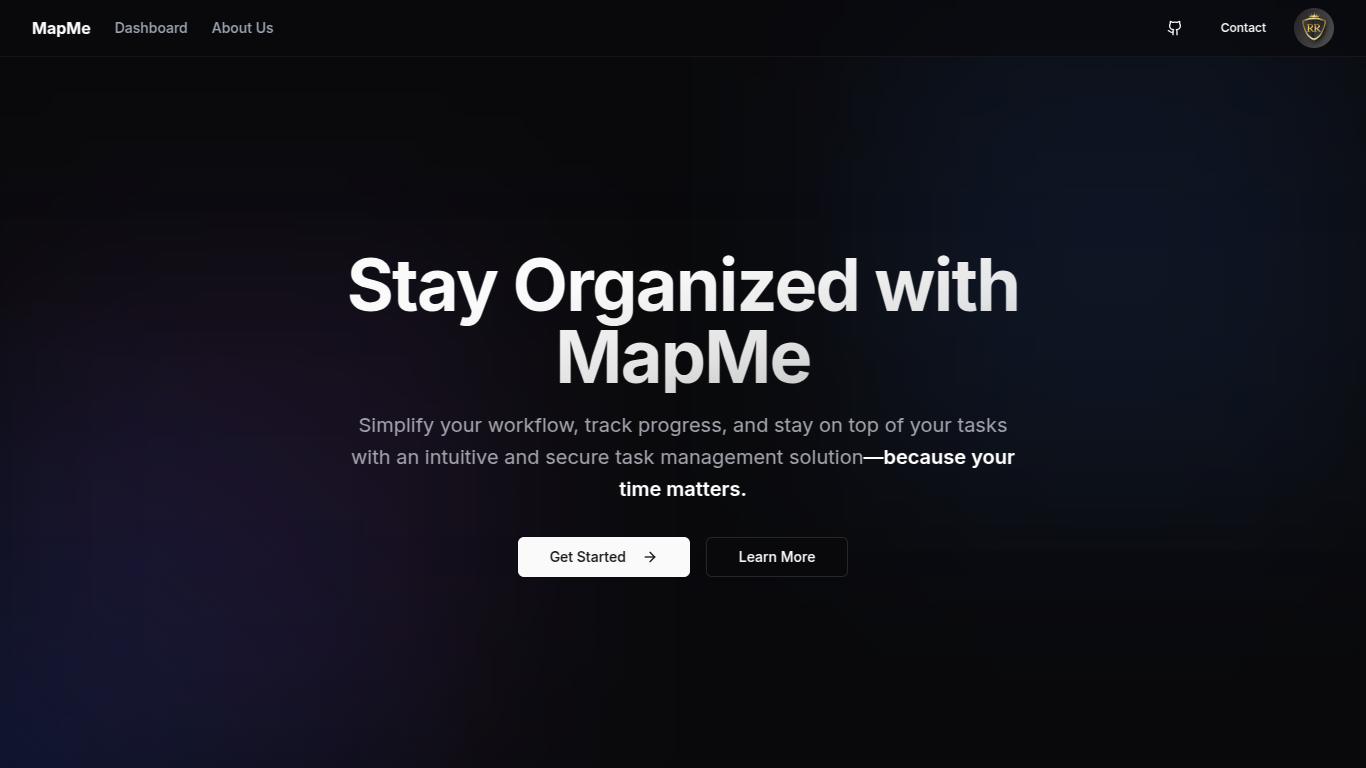 MapMe Dashboard About Us Contact RR
Stay Organized with
MapMe
Simplify your workflow, track progress, and stay on top of your tasks
with an intuitive and secure task management solution—because your
time matters.
Get Started Learn More